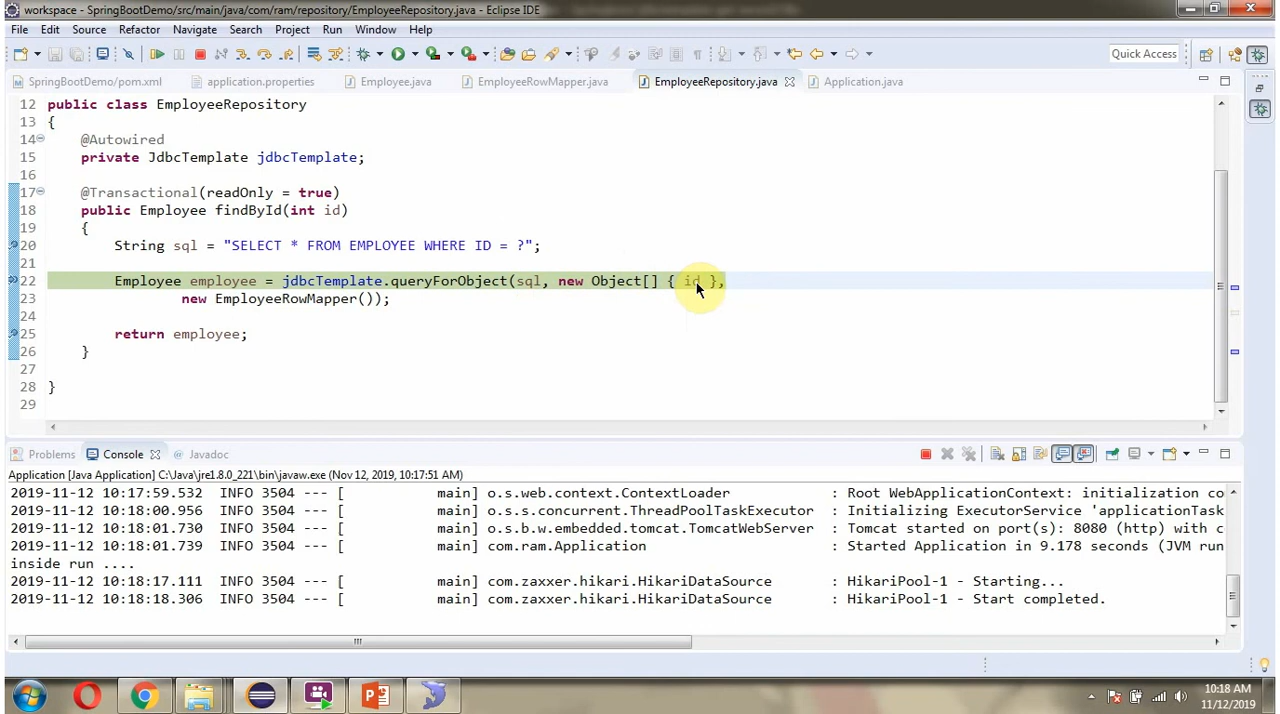 workspace - SpringBootDemo/src/main/java/com/ram/repository/EmployeeRepository.java - Eclipse IDE
File Edit Source Refactor Navigate Search Project Run Window Help
Quick Access
SpringBootDemo/pom.xml application.properties Employee.java EmployeeRowMapper.java EmployeeRepository.java Application.java
12 public class EmployeeRepository
13 {
14 @Autowired
15 private JdbcTemplate jdbcTemplate;
16
17 @Transactional(readOnly = true)
18 public Employee findById(int id)
19 {
20 String sql = "SELECT * FROM EMPLOYEE WHERE ID = ?";
21
22 Employee employee = jdbcTemplate.queryForObject(sql, new Object[] { id },
23 new EmployeeRowMapper());
24
25 return employee;
26 }
27
28 }
29
Problems Console Javadoc
Application [Java Application] C:\Java\jre1.8.0_221\bin\javaw.exe (Nov 12, 2019, 10:17:51 AM)
2019-11-12 10:17:59.532 INFO 3504 --- [ main] o.s.web.context.ContextLoader : Root WebApplicationContext: initialization co
2019-11-12 10:18:00.956 INFO 3504 --- [ main] o.s.s.concurrent.ThreadPoolTaskExecutor : Initializing ExecutorService 'applicationTask
2019-11-12 10:18:01.730 INFO 3504 --- [ main] o.s.b.w.embedded.tomcat.TomcatWebServer : Tomcat started on port(s): 8080 (http) with c
2019-11-12 10:18:01.739 INFO 3504 --- [ main] com.ram.Application : Started Application in 9.178 seconds (JVM run
inside run ....
2019-11-12 10:18:17.111 INFO 3504 --- [ main] com.zaxxer.hikari.HikariDataSource : HikariPool-1 - Starting...
2019-11-12 10:18:18.306 INFO 3504 --- [ main] com.zaxxer.hikari.HikariDataSource : HikariPool-1 - Start completed.
10:18 AM
11/12/2019